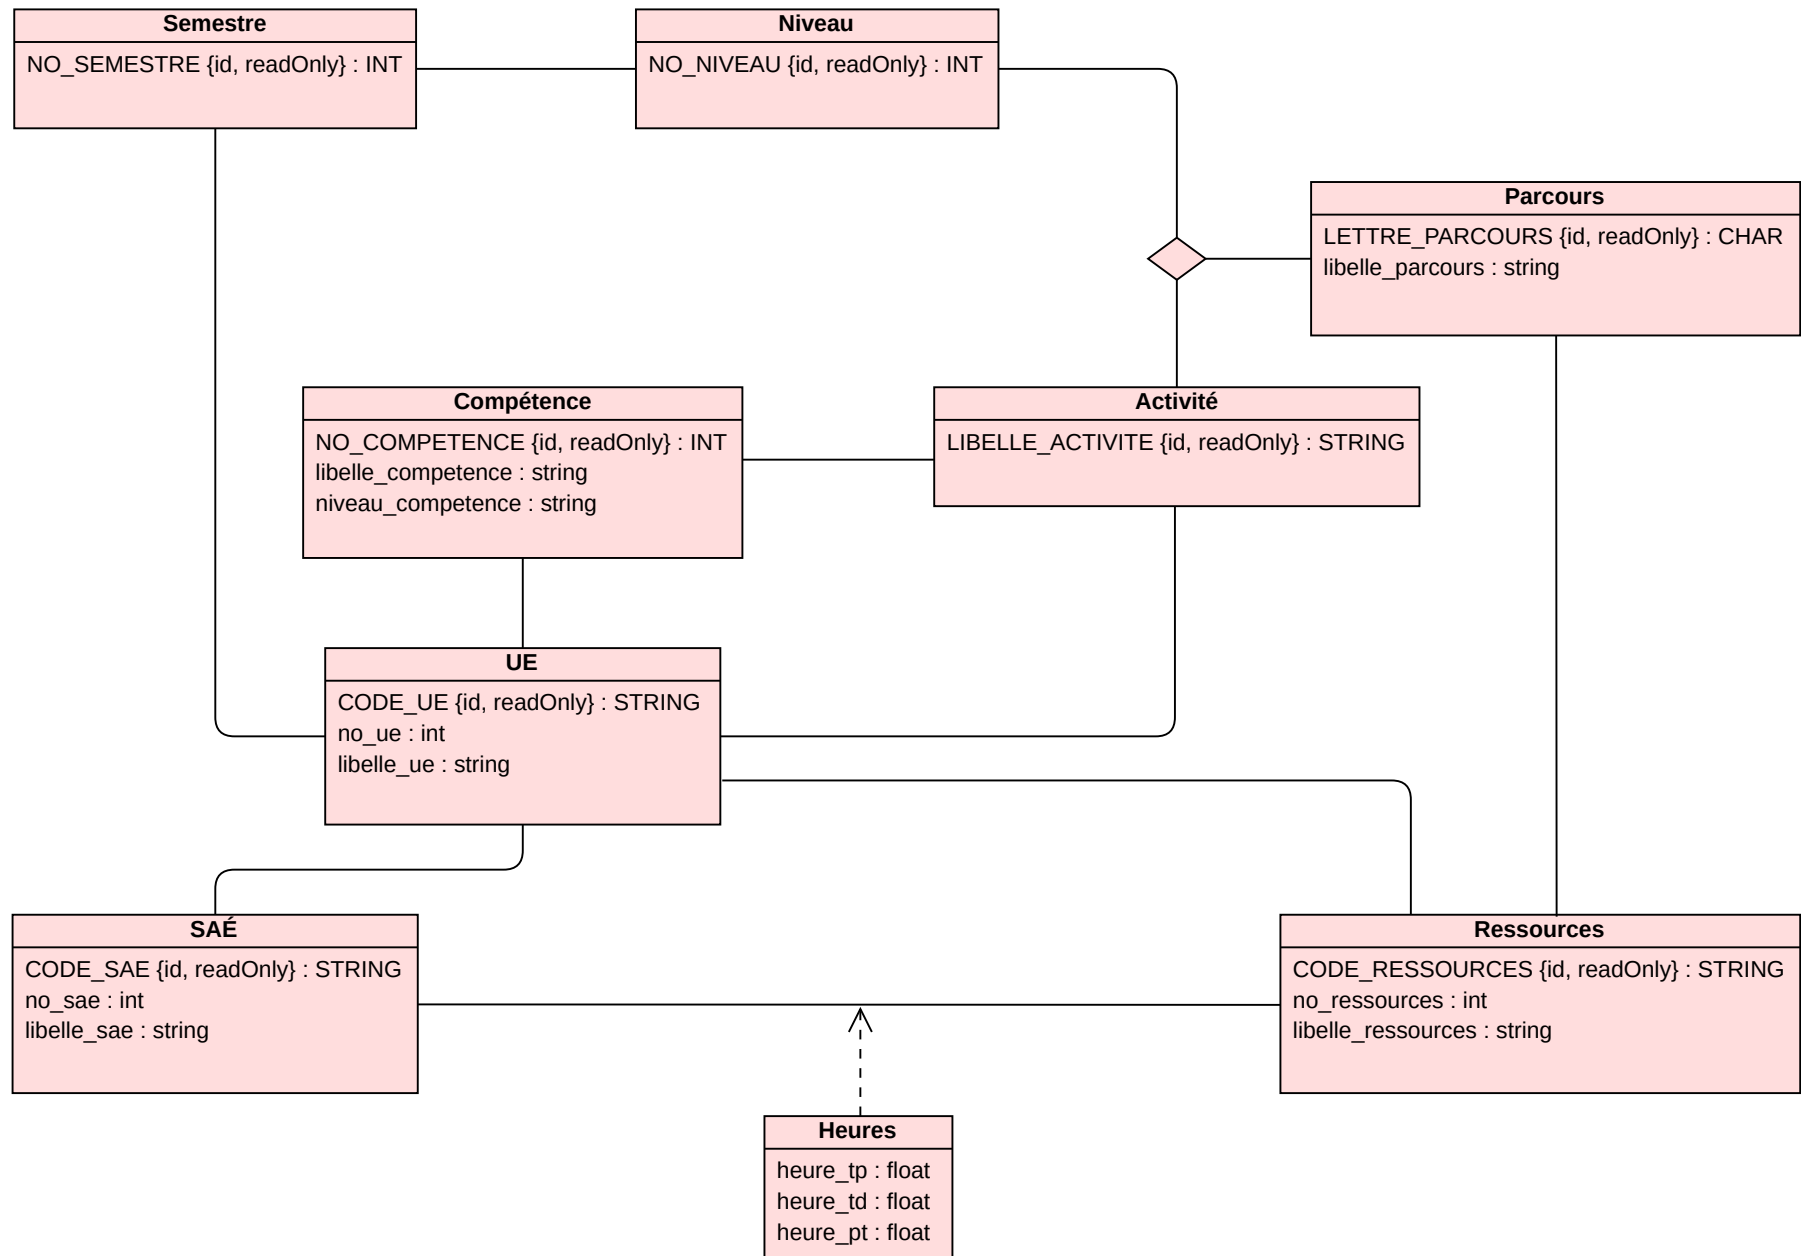 Semestre
NO_SEMESTRE {id, readOnly} : INT
Niveau
NO_NIVEAU {id, readOnly} : INT
Parcours
LETTRE_PARCOURS {id, readOnly} : CHAR
libelle_parcours : string
Compétence
NO_COMPETENCE {id, readOnly} : INT
libelle_competence : string
niveau_competence : string
Activité
LIBELLE_ACTIVITE {id, readOnly} : STRING
UE
CODE_UE {id, readOnly} : STRING
no_ue : int
libelle_ue : string
SAÉ
CODE_SAE {id, readOnly} : STRING
no_sae : int
libelle_sae : string
Ressources
CODE_RESSOURCES {id, readOnly} : STRING
no_ressources : int
libelle_ressources : string
Heures
heure_tp : float
heure_td : float
heure_pt : float